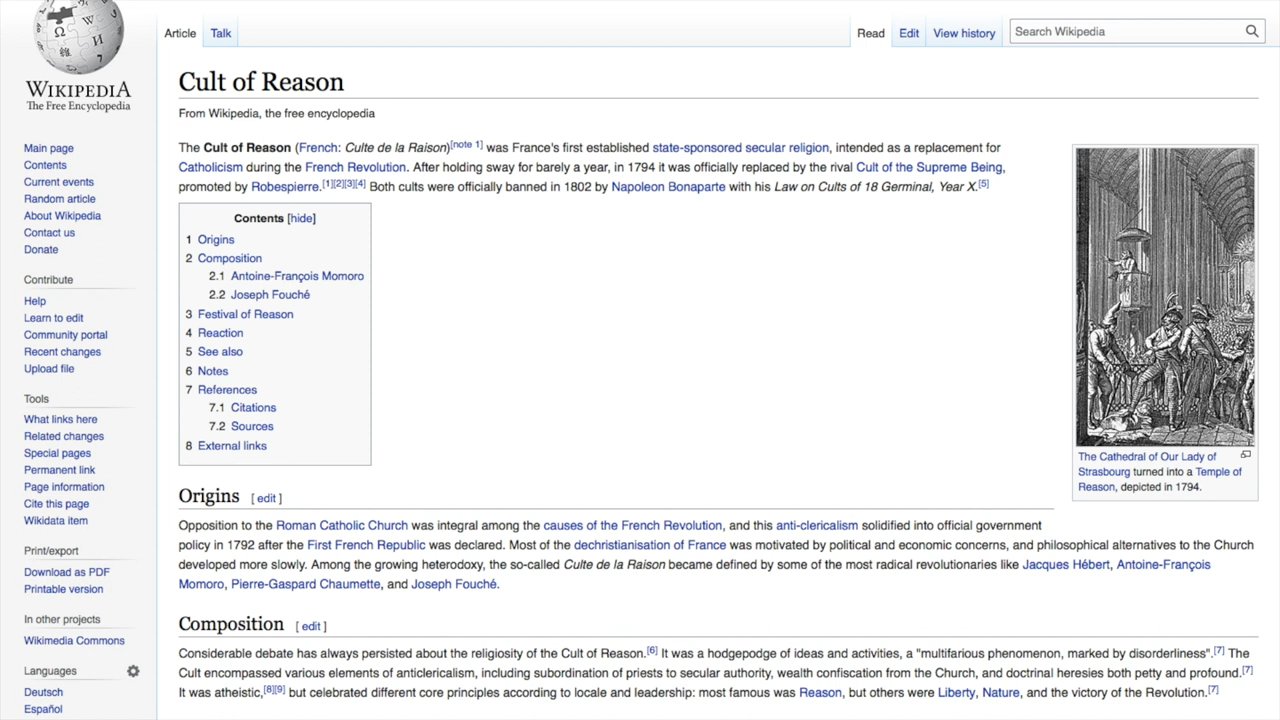 Article
Talk
Read
Edit
View history
Search Wikipedia
WIKIPEDIA
The Free Encyclopedia
Main page
Contents
Current events
Random article
About Wikipedia
Contact us
Donate
Contribute
Help
Learn to edit
Community portal
Recent changes
Upload file
Tools
What links here
Related changes
Special pages
Permanent link
Page information
Cite this page
Wikidata item
Print/export
Download as PDF
Printable version
In other projects
Wikimedia Commons
Languages
Deutsch
Español
Cult of Reason
From Wikipedia, the free encyclopedia
The Cult of Reason (French: Culte de la Raison)[note 1] was France's first established state-sponsored secular religion, intended as a replacement for
Catholicism during the French Revolution. After holding sway for barely a year, in 1794 it was officially replaced by the rival Cult of the Supreme Being,
promoted by Robespierre.[1][2][3][4] Both cults were officially banned in 1802 by Napoleon Bonaparte with his Law on Cults of 18 Germinal, Year X.[5]
Contents [hide]
1 Origins
2 Composition
2.1 Antoine-François Momoro
2.2 Joseph Fouché
3 Festival of Reason
4 Reaction
5 See also
6 Notes
7 References
7.1 Citations
7.2 Sources
8 External links
The Cathedral of Our Lady of
Strasbourg turned into a Temple of
Reason, depicted in 1794.
Origins [ edit ]
Opposition to the Roman Catholic Church was integral among the causes of the French Revolution, and this anti-clericalism solidified into official government
policy in 1792 after the First French Republic was declared. Most of the dechristianisation of France was motivated by political and economic concerns, and philosophical alternatives to the Church
developed more slowly. Among the growing heterodoxy, the so-called Culte de la Raison became defined by some of the most radical revolutionaries like Jacques Hébert, Antoine-François
Momoro, Pierre-Gaspard Chaumette, and Joseph Fouché.
Composition [ edit ]
Considerable debate has always persisted about the religiosity of the Cult of Reason.[6] It was a hodgepodge of ideas and activities, a "multifarious phenomenon, marked by disorderliness".[7] The
Cult encompassed various elements of anticlericalism, including subordination of priests to secular authority, wealth confiscation from the Church, and doctrinal heresies both petty and profound.[7]
It was atheistic,[8][9] but celebrated different core principles according to locale and leadership: most famous was Reason, but others were Liberty, Nature, and the victory of the Revolution.[7]